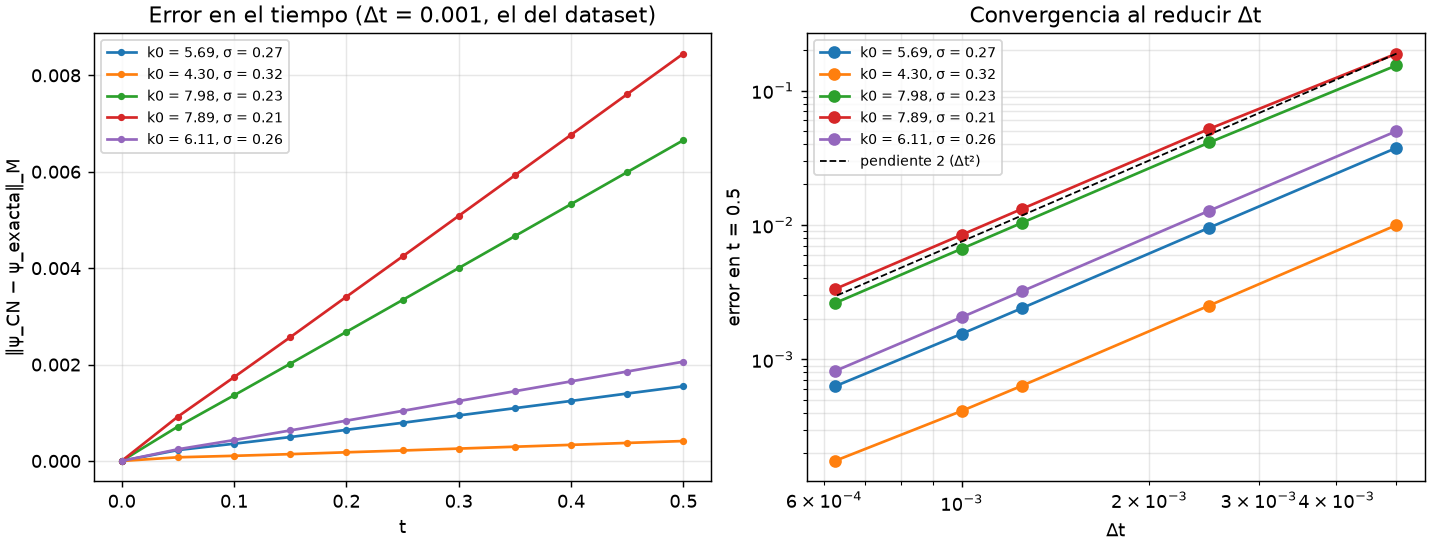 Error en el tiempo (Δt = 0.001, el del dataset)
k0 = 5.69, σ = 0.27
k0 = 4.30, σ = 0.32
k0 = 7.98, σ = 0.23
k0 = 7.89, σ = 0.21
k0 = 6.11, σ = 0.26
‖ψ_CN − ψ_exacta‖_M
0.008
0.006
0.004
0.002
0.000
0.0 0.1 0.2 0.3 0.4 0.5
t
Convergencia al reducir Δt
k0 = 5.69, σ = 0.27
k0 = 4.30, σ = 0.32
k0 = 7.98, σ = 0.23
k0 = 7.89, σ = 0.21
k0 = 6.11, σ = 0.26
pendiente 2 (Δt²)
error en t = 0.5
10⁻¹
10⁻²
10⁻³
6 × 10⁻⁴ 10⁻³ 2 × 10⁻³ 3 × 10⁻³ 4 × 10⁻³
Δt